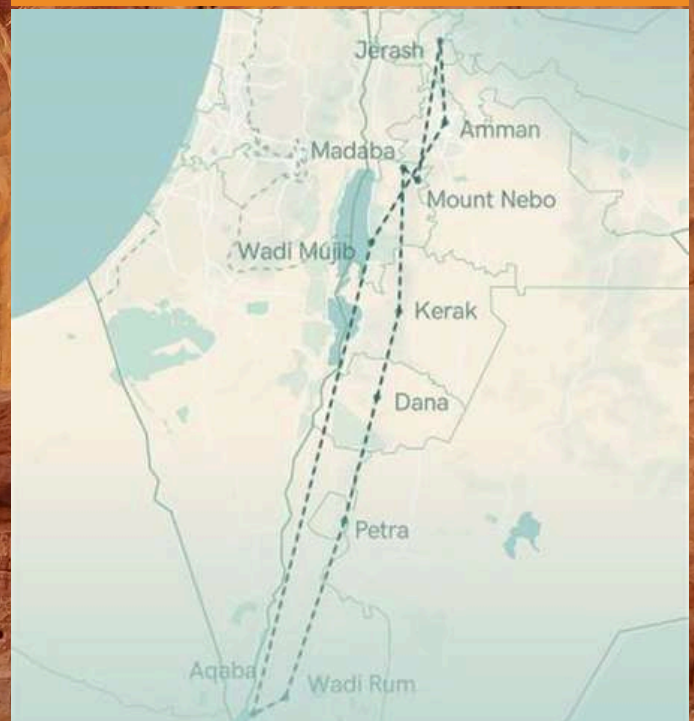 Jerash
Amman
Madaba
Mount Nebo
Wadi Mujib
Kerak
Dana
Petra
Aqaba
Wadi Rum